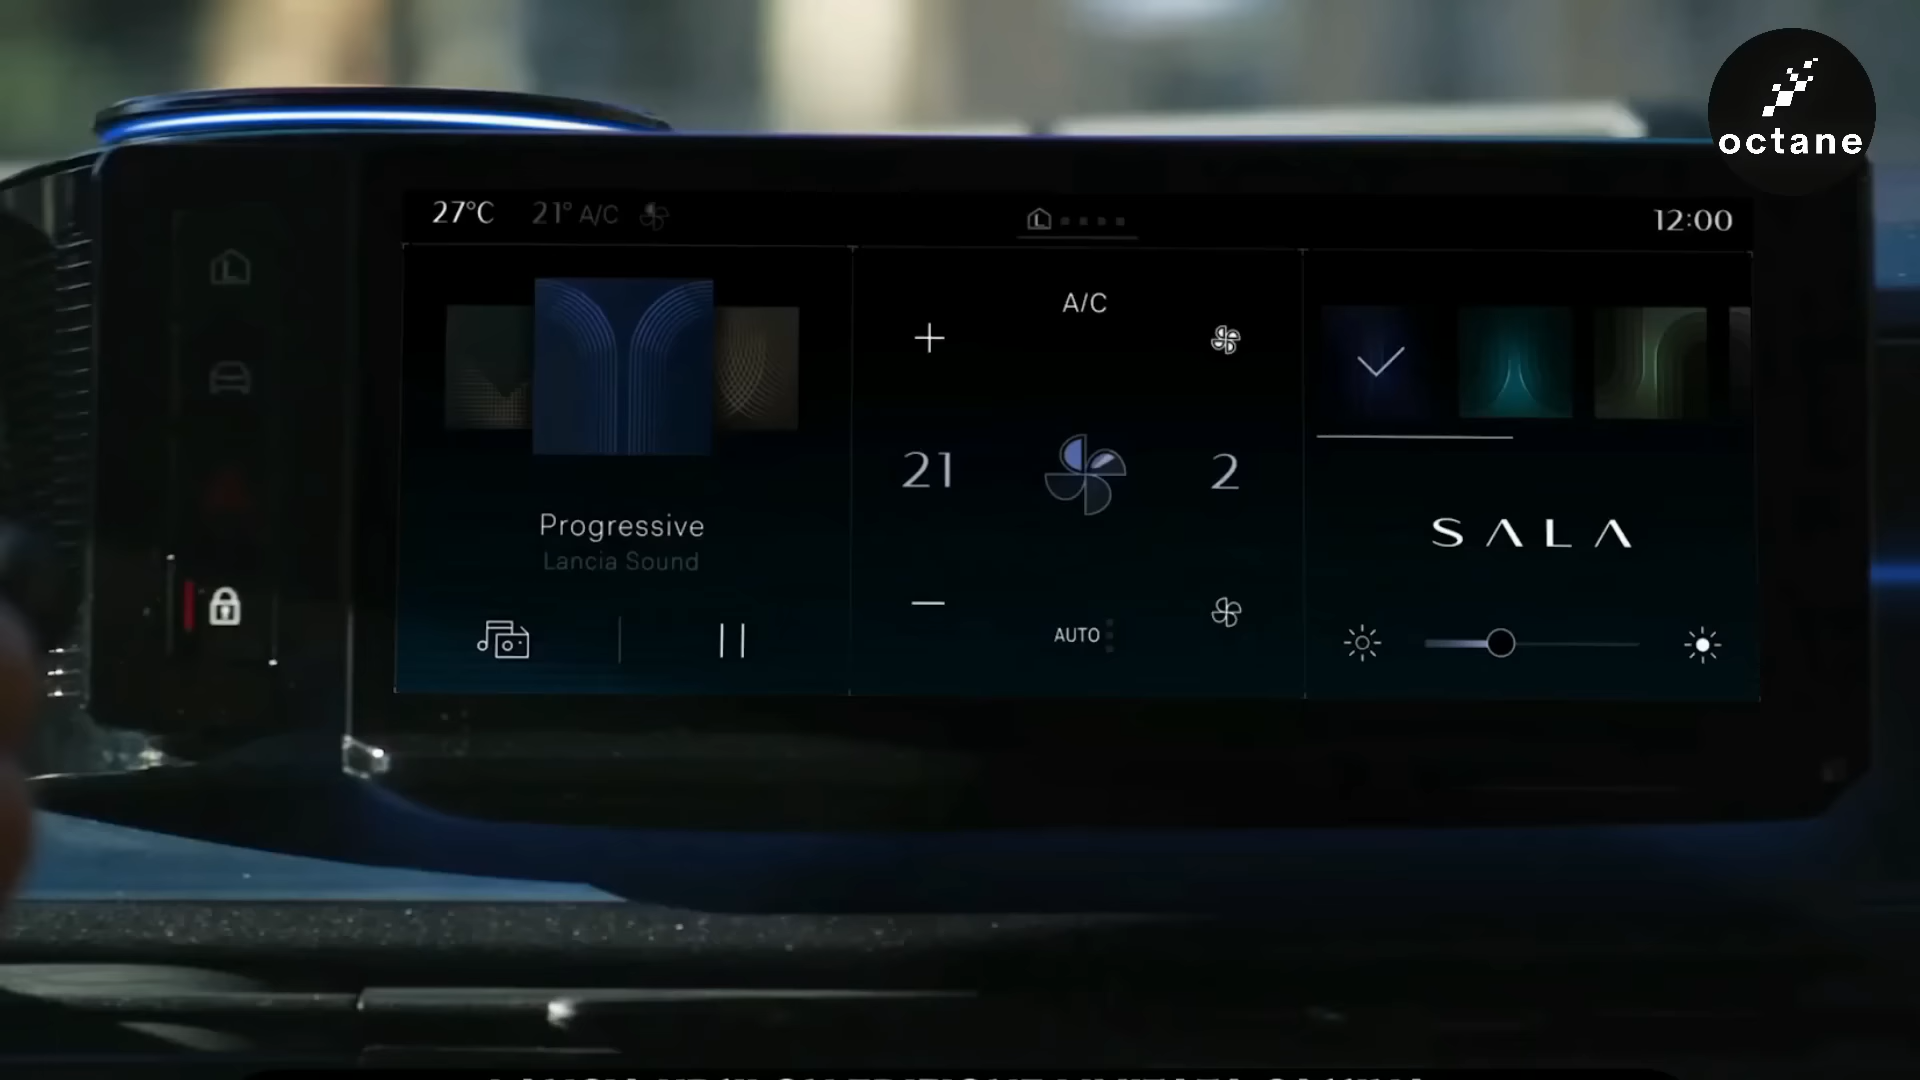 octane
27°C 21° A/C 12:00
A/C
21 2
Progressive
Lancia Sound
SALA
AUTO